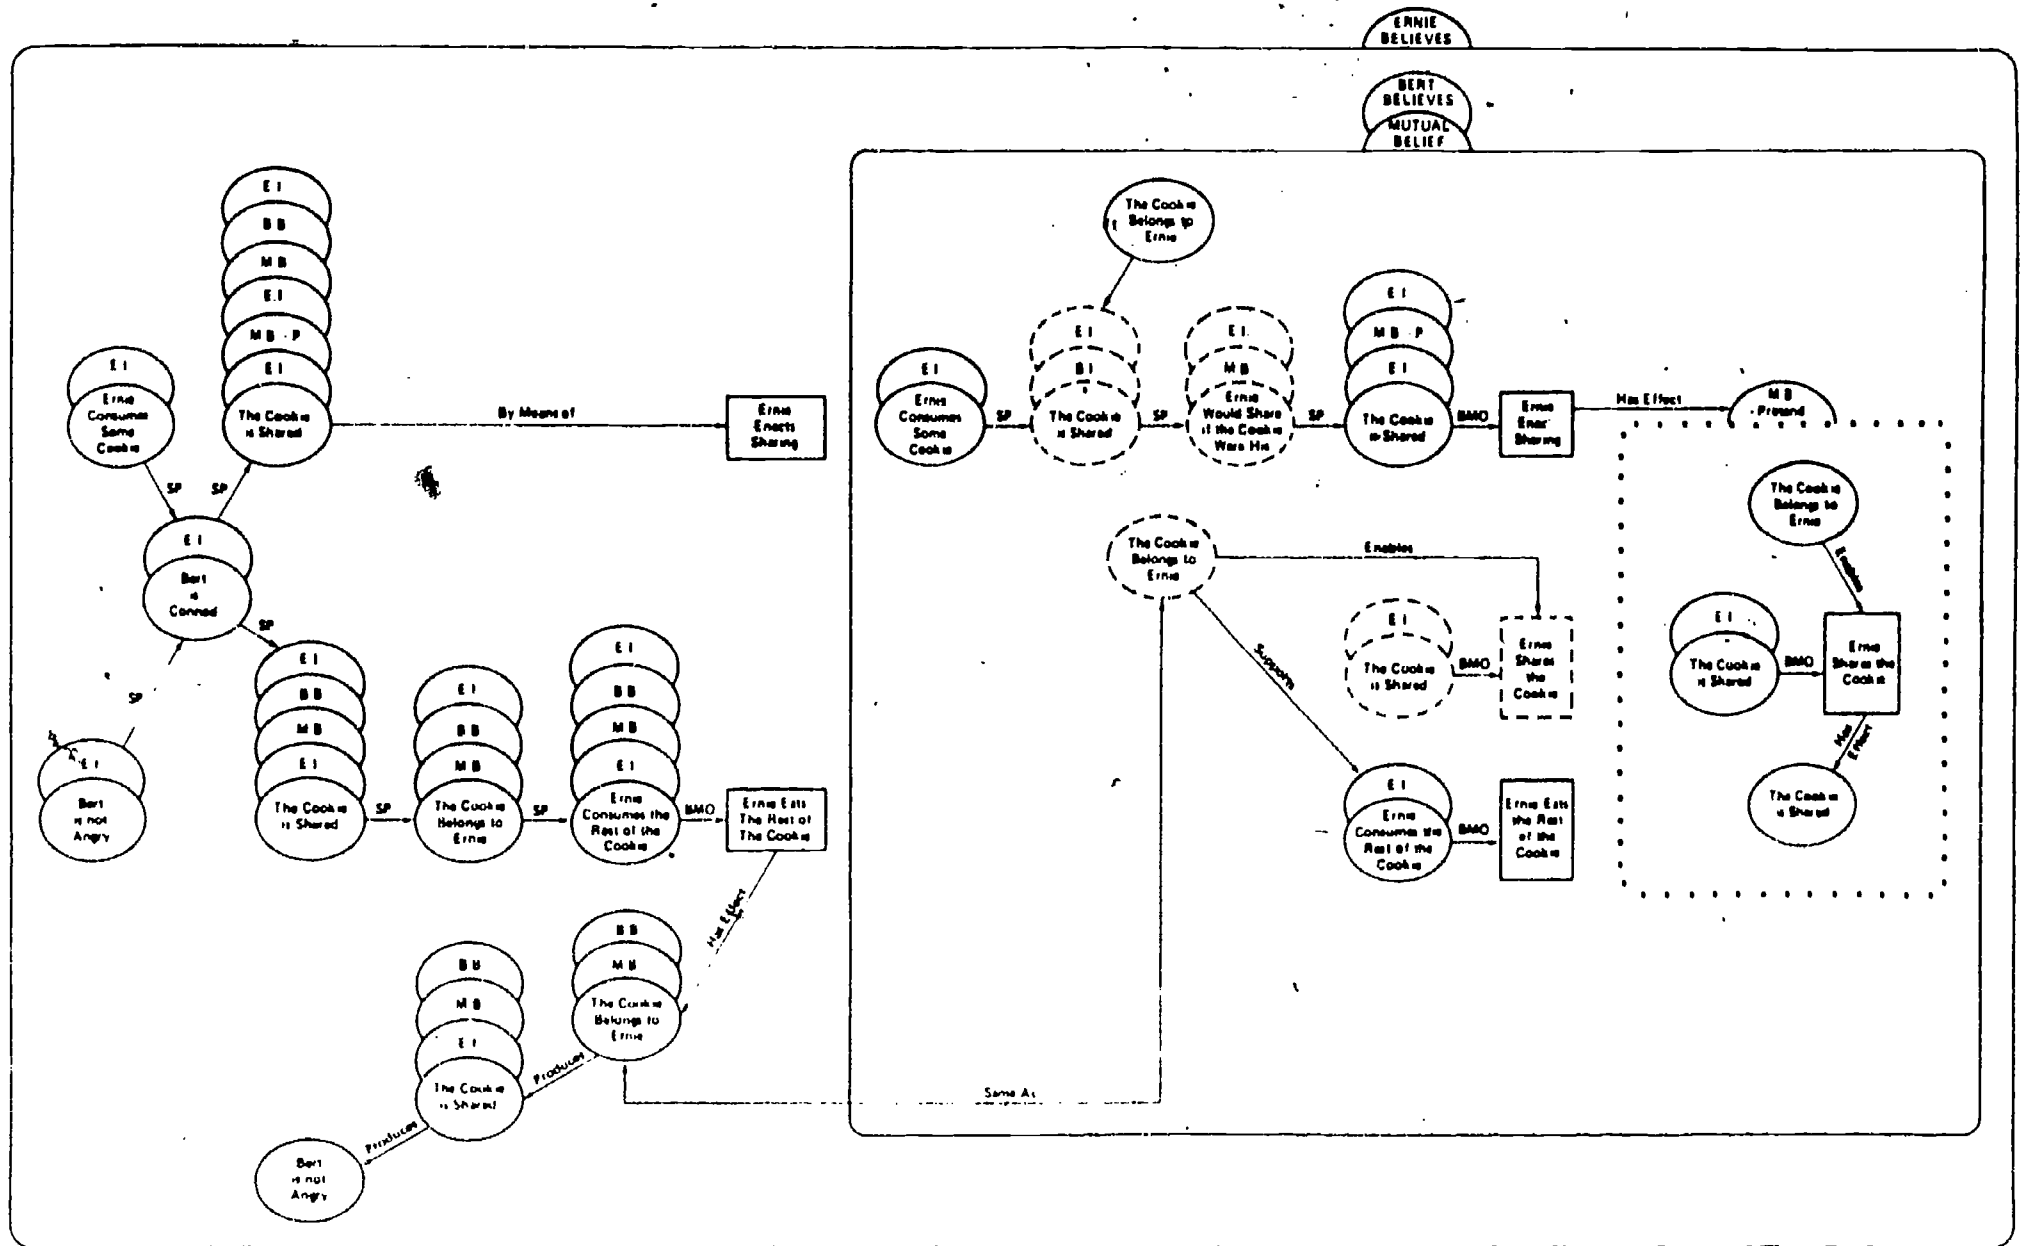 ERNIE
BELIEVES
BERT
BELIEVES
MUTUAL
BELIEF
E I
B B
M B
E.I
M B - P
E I
The Cookie
is Shared
By Means of
Ernie
Enacts
Sharing
E I
Ernie
Consumes
Some
Cookie
SP
SP
E I
Bert
is
Conned
SP
SP
E I
Bert
is not
Angry
E I
B B
M B
E I
The Cookie
is Shared
SP
E I
B B
M B
The Cookie
Belongs to
Ernie
SP
E I
B B
M B
E I
Ernie
Consumes the
Rest of the
Cookie
BMO
Ernie Eats
The Rest of
The Cookie
Has Effect
B B
M B
The Cookie
Belongs to
Ernie
Produces
B B
M B
E I
The Cookie
is Shared
Produces
Bert
is not
Angry
Same As
The Cookie
Belongs to
Ernie
E I
Ernie
Consumes
Some
Cookie
SP
E I
B I
The Cookie
is Shared
SP
E I
M B
Ernie
Would Share
if the Cookie
Were His
SP
E I
M B - P
E I
The Cookie
is Shared
BMO
Ernie
Sharing
Has Effect
M B
- Pretend
The Cookie
Belongs to
Ernie
Enables
E I
The Cookie
is Shared
BMO
Ernie
Shares the
Cookie
Has
Effect
The Cookie
is Shared
The Cookie
Belongs to
Ernie
Enables
Supports
E I
The Cookie
is Shared
BMO
Ernie
Shares
the
Cookie
E I
Ernie
Consumes the
Rest of the
Cookie
BMO
Ernie Eats
the Rest
of the
Cookie